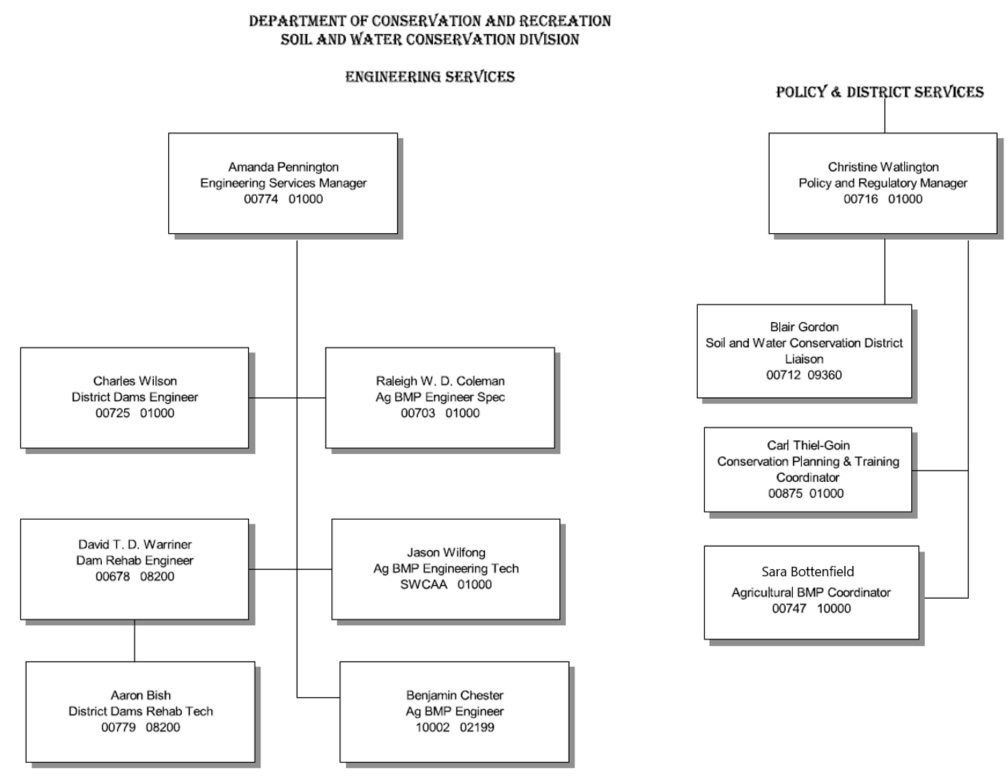 DEPARTMENT OF CONSERVATION AND RECREATION
SOIL AND WATER CONSERVATION DIVISION
ENGINEERING SERVICES
Amanda Pennington
Engineering Services Manager
00774 01000
Charles Wilson
District Dams Engineer
00725 01000
Raleigh W. D. Coleman
Ag BMP Engineer Spec
00703 01000
David T. D. Warriner
Dam Rehab Engineer
00678 08200
Jason Wilfong
Ag BMP Engineering Tech
SWCAA 01000
Aaron Bish
District Dams Rehab Tech
00779 08200
Benjamin Chester
Ag BMP Engineer
10002 02199
POLICY & DISTRICT SERVICES
Christine Watlington
Policy and Regulatory Manager
00716 01000
Blair Gordon
Soil and Water Conservation District
Liaison
00712 09360
Carl Thiel-Goin
Conservation Planning & Training
Coordinator
00875 01000
Sara Bottenfield
Agricultural BMP Coordinator
00747 10000